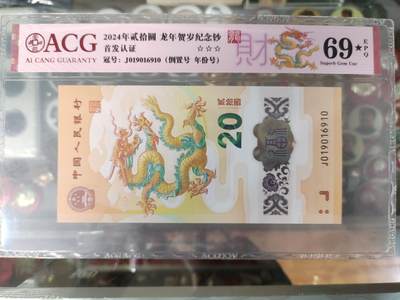 ACG
AI CANG GUARANTEE
2024年贰拾圆 龙年贺岁纪念钞
首发认证
☆☆☆
冠号: J019016910 (倒置号 年份号)
財
69★
EPQ
Superb Gem Unc
中国人民银行
贰拾圆
20
J019016910